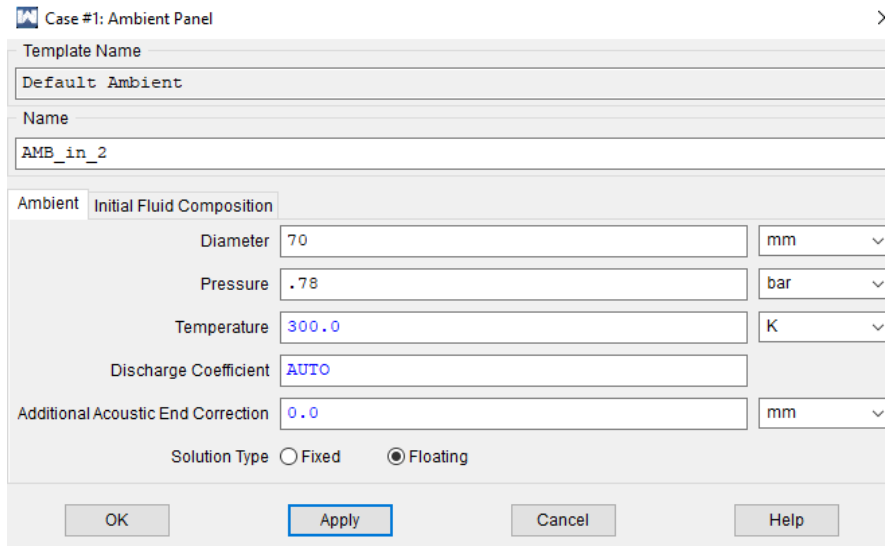 Case #1: Ambient Panel
Template Name
Default Ambient
Name
AMB_in_2
Ambient Initial Fluid Composition
Diameter 70 mm
Pressure .78 bar
Temperature 300.0 K
Discharge Coefficient AUTO
Additional Acoustic End Correction 0.0 mm
Solution Type Fixed Floating
OK Apply Cancel Help